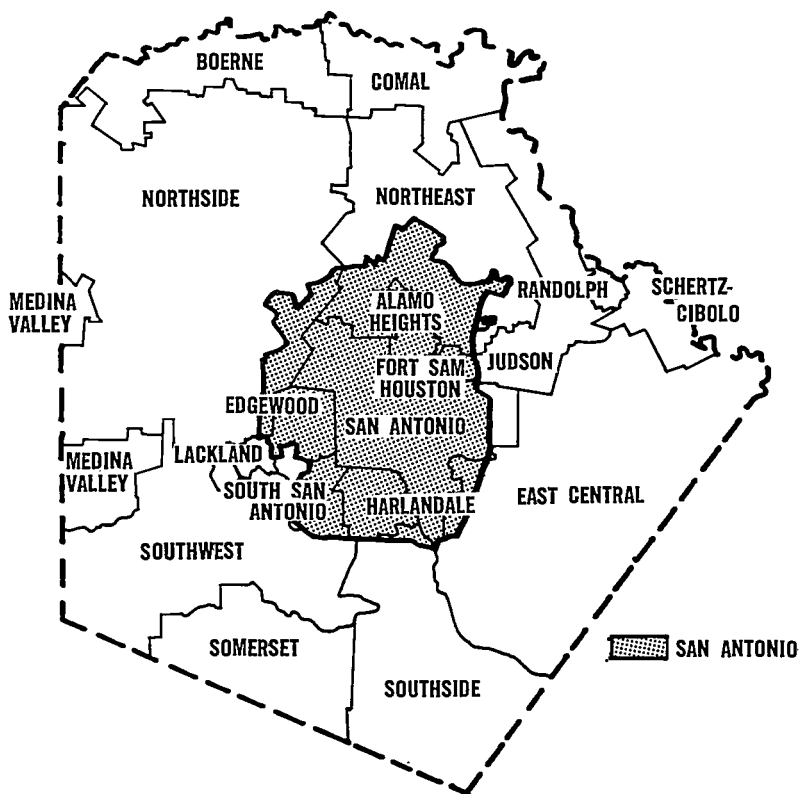 BOERNE
COMAL
NORTHSIDE
NORTHEAST
MEDINA
VALLEY
ALAMO
HEIGHTS
RANDOLPH
SCHERTZ-
CIBOLO
JUDSON
FORT SAM
HOUSTON
EDGEWOOD
SAN ANTONIO
LACKLAND
MEDINA
VALLEY
SOUTH SAN
ANTONIO
HARLANDALE
EAST CENTRAL
SOUTHWEST
SOMERSET
SOUTHSIDE
SAN ANTONIO